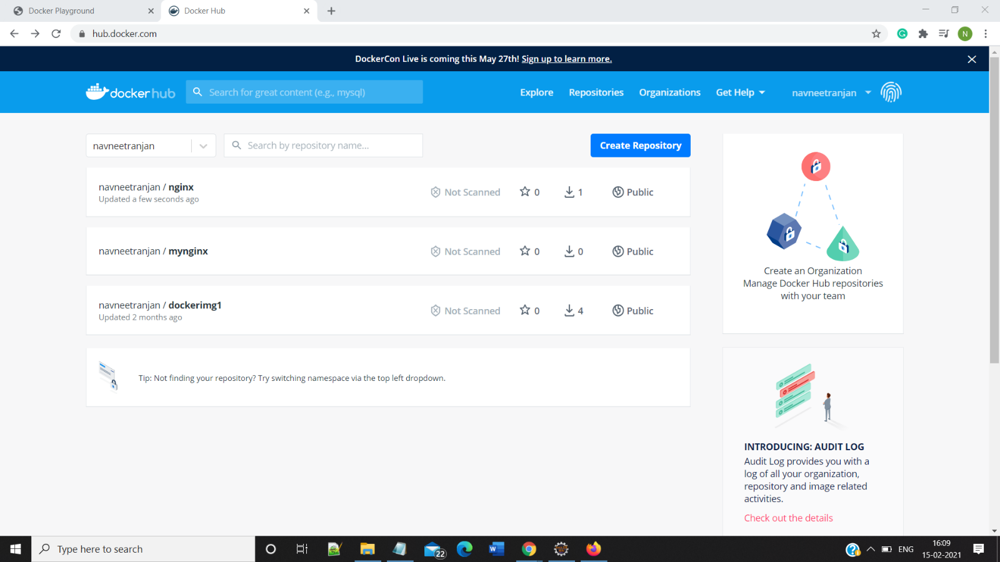 Docker Playground
Docker Hub
hub.docker.com
N
DockerCon Live is coming this May 27th! Sign up to learn more.
docker hub
Search for great content (e.g., mysql)
Explore
Repositories
Organizations
Get Help
navneetranjan
navneetranjan
Search by repository name...
Create Repository
navneetranjan / nginx
Updated a few seconds ago
Not Scanned
0
1
Public
navneetranjan / mynginx
Not Scanned
0
0
Public
navneetranjan / dockerimg1
Updated 2 months ago
Not Scanned
0
4
Public
Tip: Not finding your repository? Try switching namespace via the top left dropdown.
Create an Organization
Manage Docker Hub repositories
with your team
INTRODUCING: AUDIT LOG
Audit Log provides you with a
log of all your organization,
repository and image related
activities.
Check out the details
Type here to search
22
ENG
16:09
15-02-2021